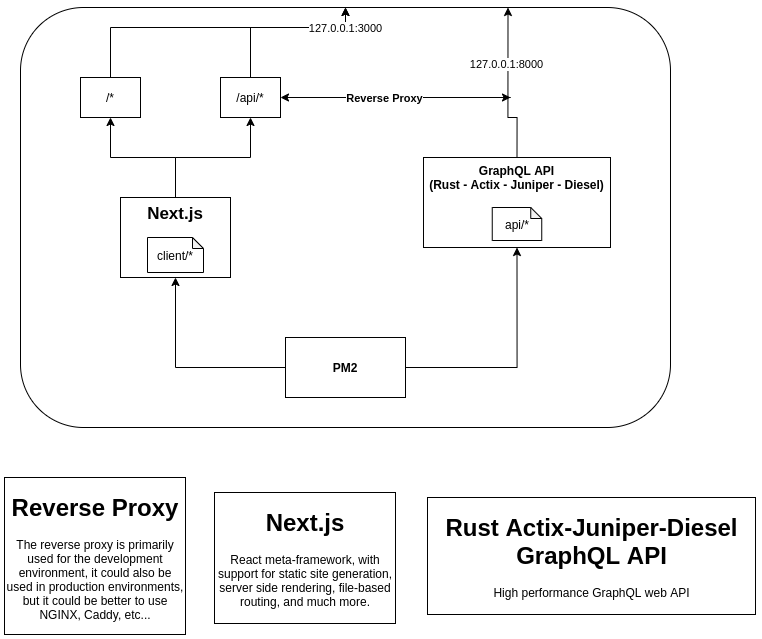 127.0.0.1:3000
127.0.0.1:8000
/*
/api/*
Reverse Proxy
GraphQL API
(Rust - Actix - Juniper - Diesel)
api/*
Next.js
client/*
PM2
Reverse Proxy
The reverse proxy is primarily
used for the development
environment, it could also be
used in production environments,
but it could be better to use
NGINX, Caddy, etc...
Next.js
React meta-framework, with
support for static site generation,
server side rendering, file-based
routing, and much more.
Rust Actix-Juniper-Diesel
GraphQL API
High performance GraphQL web API